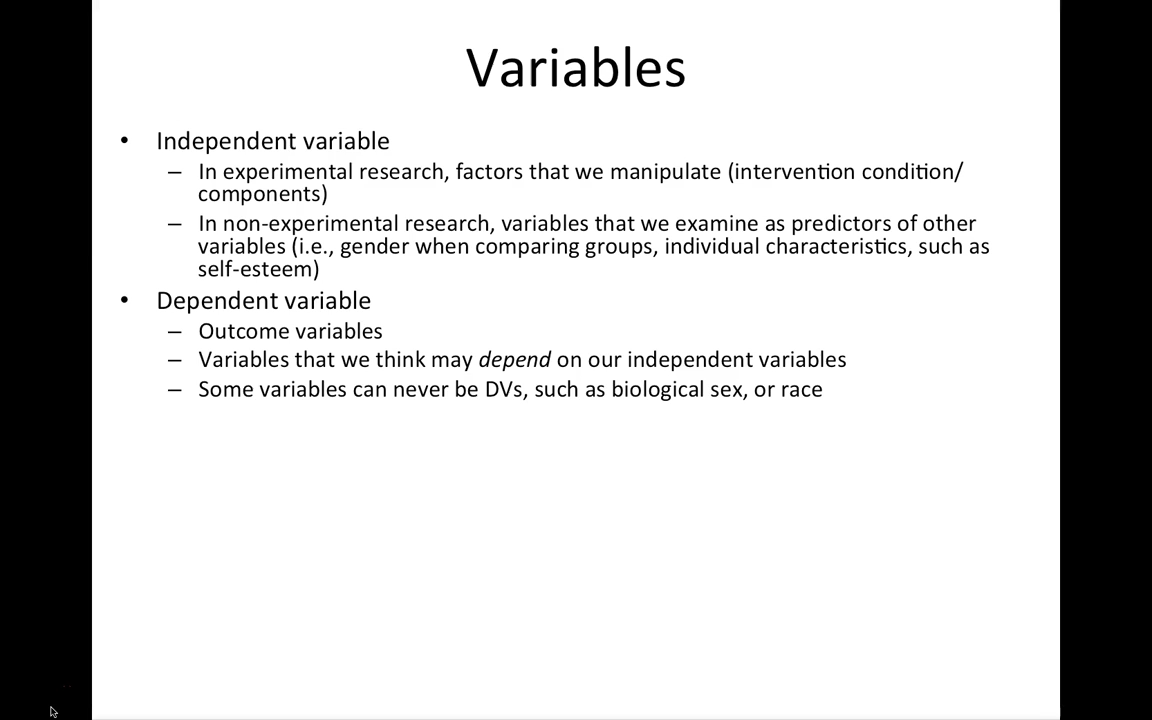 Variables
• Independent variable
– In experimental research, factors that we manipulate (intervention condition/
components)
– In non-experimental research, variables that we examine as predictors of other
variables (i.e., gender when comparing groups, individual characteristics, such as
self-esteem)
• Dependent variable
– Outcome variables
– Variables that we think may depend on our independent variables
– Some variables can never be DVs, such as biological sex, or race